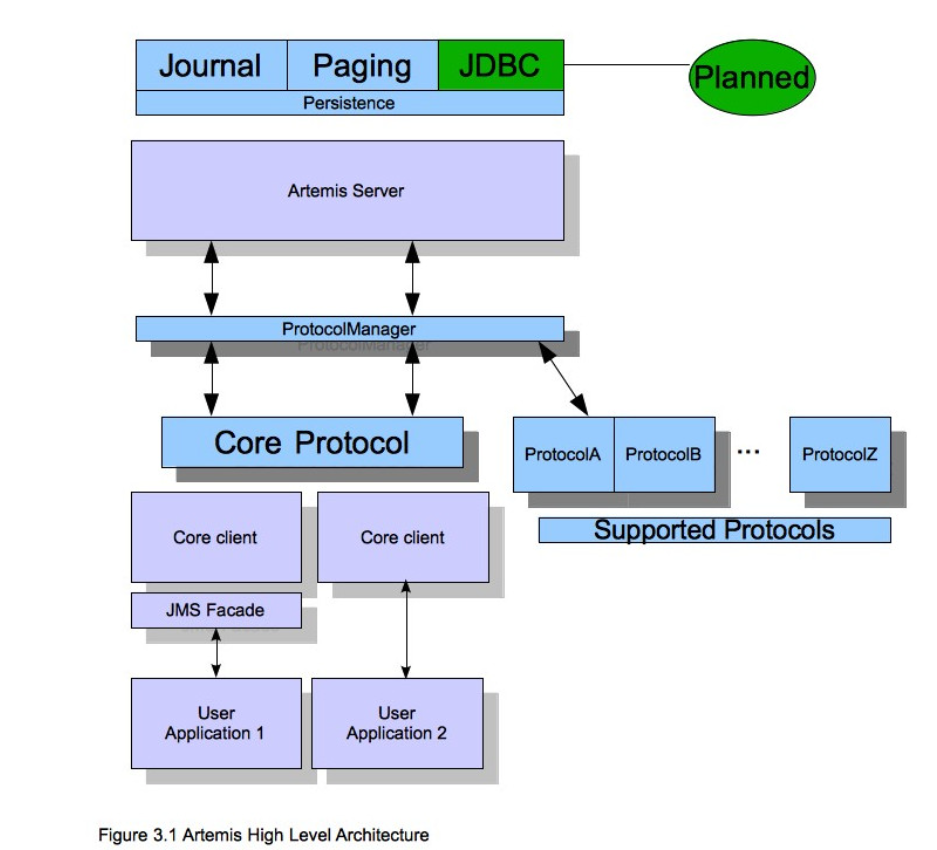 Journal
Paging
JDBC
Planned
Persistence
Artemis Server
ProtocolManager
ProtocolManager
Core Protocol
ProtocolA
ProtocolB
...
ProtocolZ
Supported Protocols
Core client
Core client
JMS Facade
User
Application 1
User
Application 2
Figure 3.1 Artemis High Level Architecture